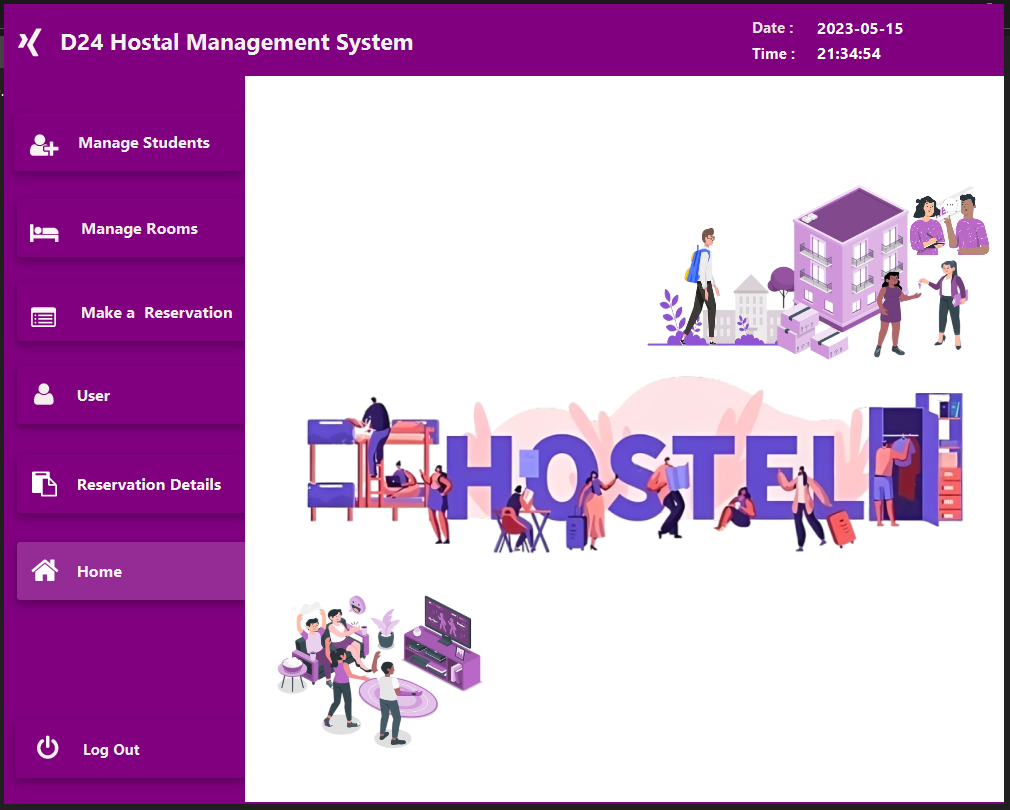 D24 Hostal Management System
Date : 2023-05-15
Time : 21:34:54
Manage Students
Manage Rooms
Make a  Reservation
User
Reservation Details
Home
Log Out
HOSTEL